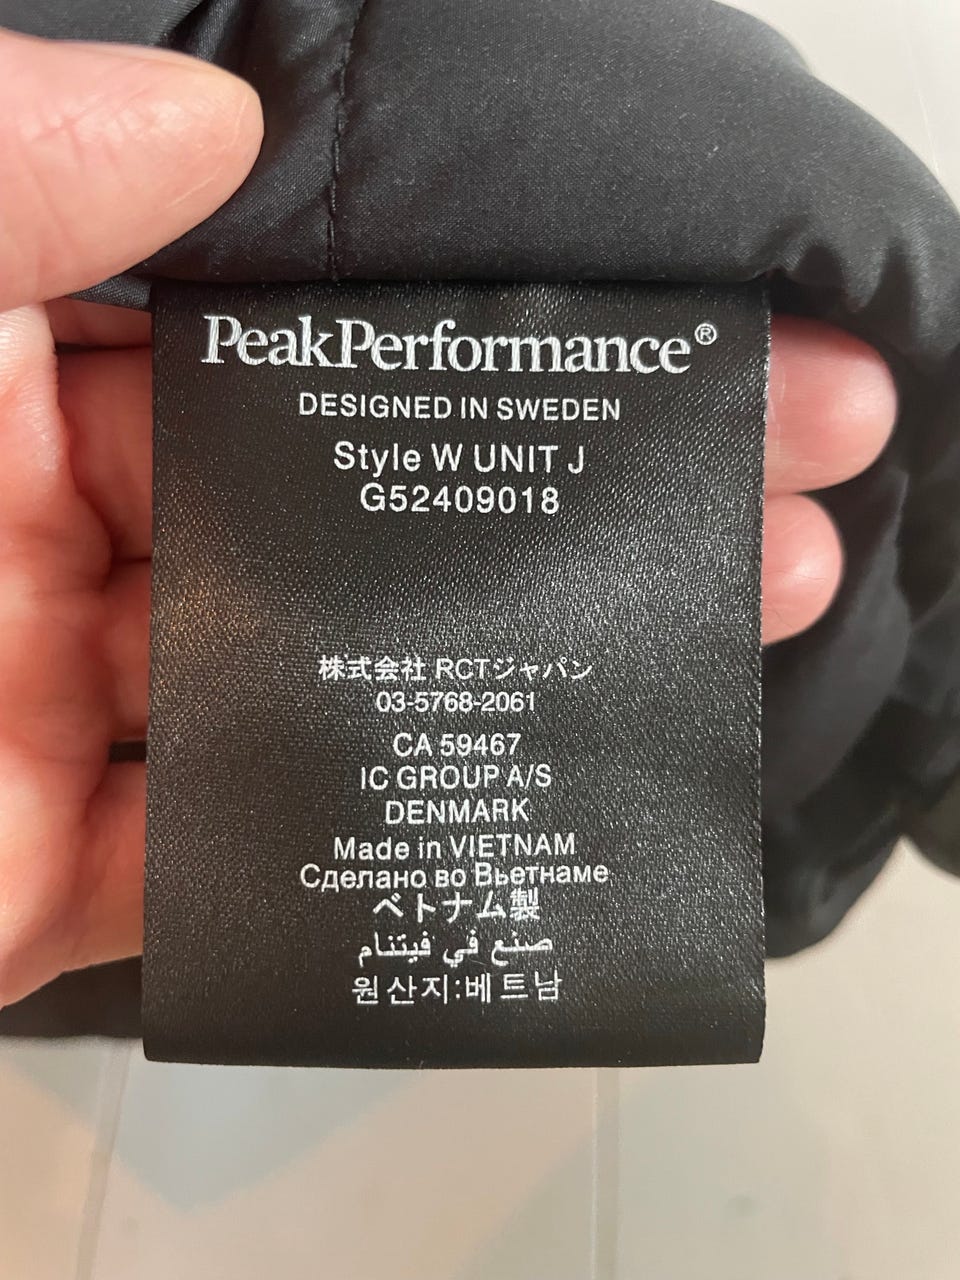 PeakPerformance®
DESIGNED IN SWEDEN
Style W UNIT J
G52409018
株式会社 RCTジャパン
03-5768-2061
CA 59467
IC GROUP A/S
DENMARK
Made in VIETNAM
Сделано во Вьетнаме
ベトナム製
صنع في فيتنام
원산지:베트남